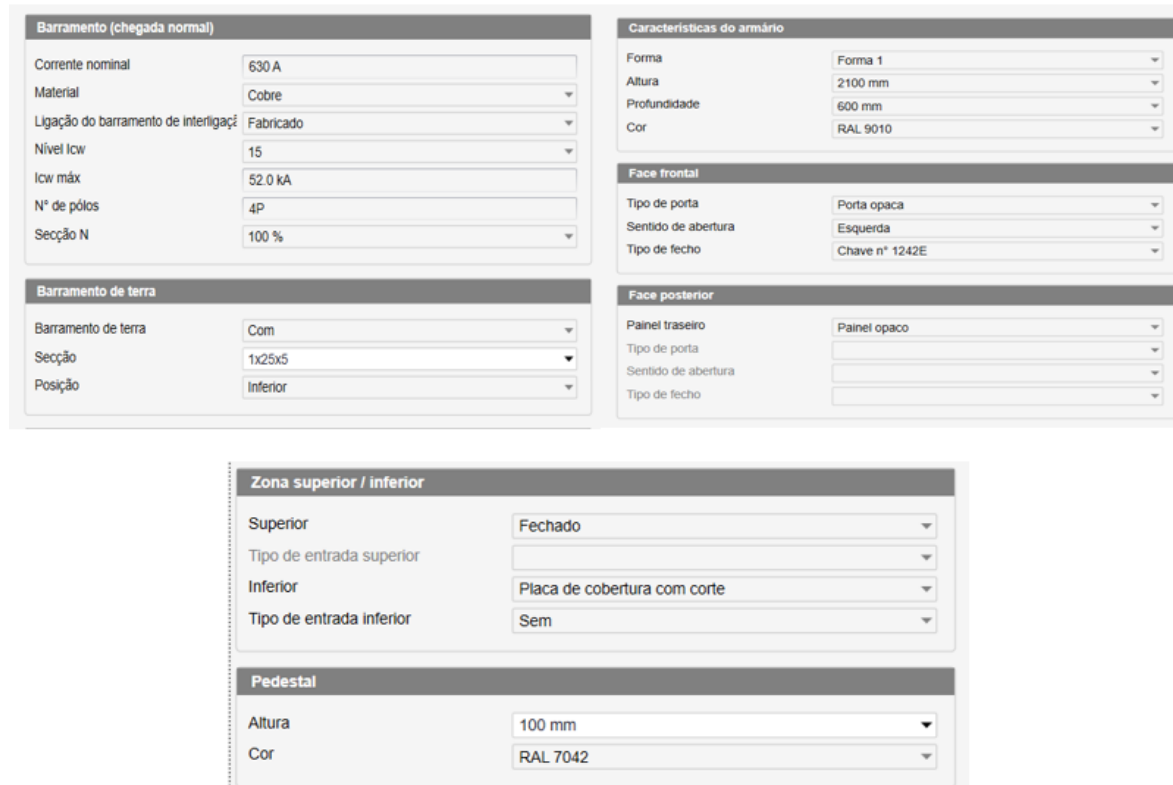 Barramento (chegada normal)
Corrente nominal 630 A
Material Cobre
Ligação do barramento de interligaçã Fabricado
Nível Icw 15
Icw máx 52.0 kA
N° de pólos 4P
Secção N 100 %
Barramento de terra
Barramento de terra Com
Secção 1x25x5
Posição Inferior
Características do armário
Forma Forma 1
Altura 2100 mm
Profundidade 600 mm
Cor RAL 9010
Face frontal
Tipo de porta Porta opaca
Sentido de abertura Esquerda
Tipo de fecho Chave n° 1242E
Face posterior
Painel traseiro Painel opaco
Tipo de porta
Sentido de abertura
Tipo de fecho
Zona superior / inferior
Superior Fechado
Tipo de entrada superior
Inferior Placa de cobertura com corte
Tipo de entrada inferior Sem
Pedestal
Altura 100 mm
Cor RAL 7042